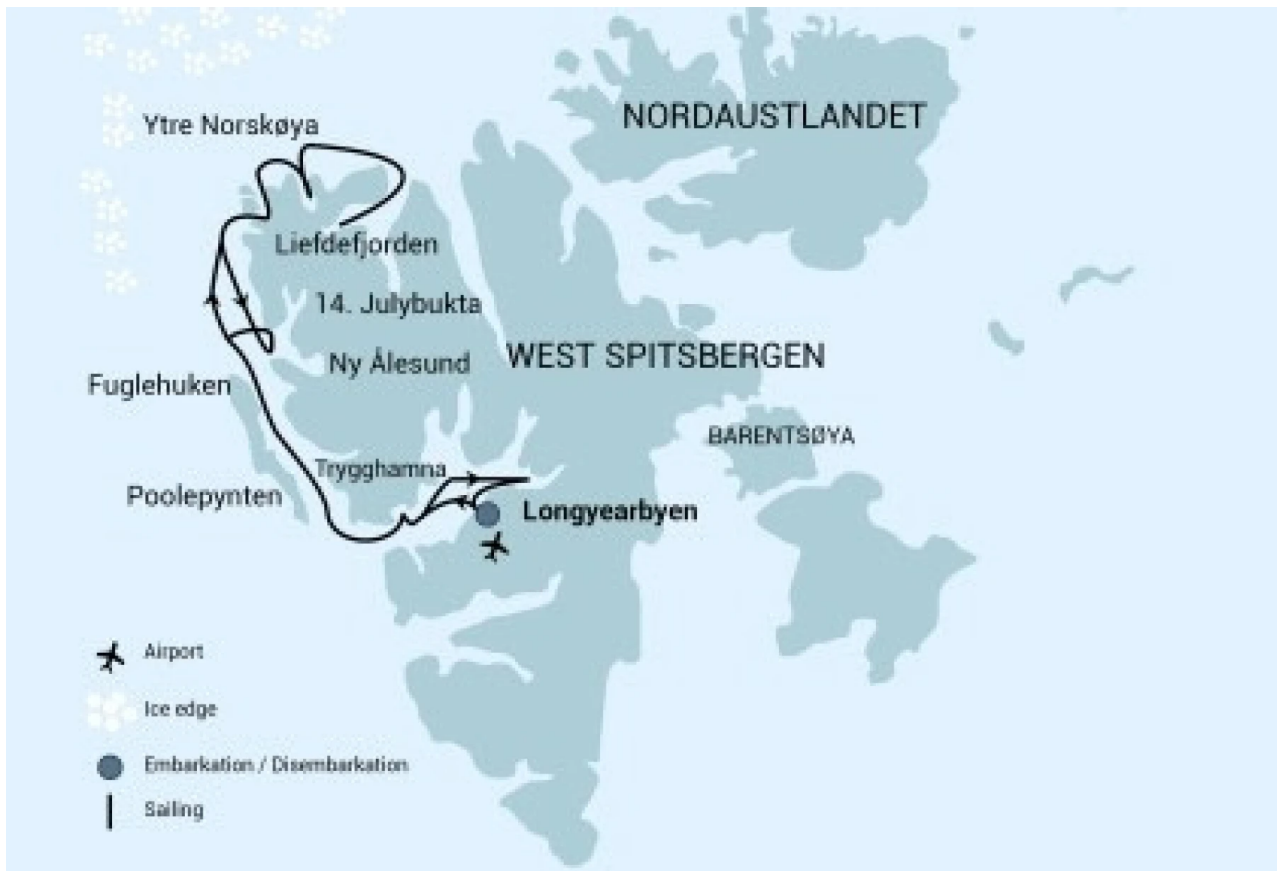 NORDAUSTLANDET
Ytre Norskøya
Liefdefjorden
14. Julybukta
WEST SPITSBERGEN
Ny Ålesund
Fuglehuken
BARENTSØYA
Trygghamna
Poolepynten
Longyearbyen
Airport
Ice edge
Embarkation / Disembarkation
Sailing